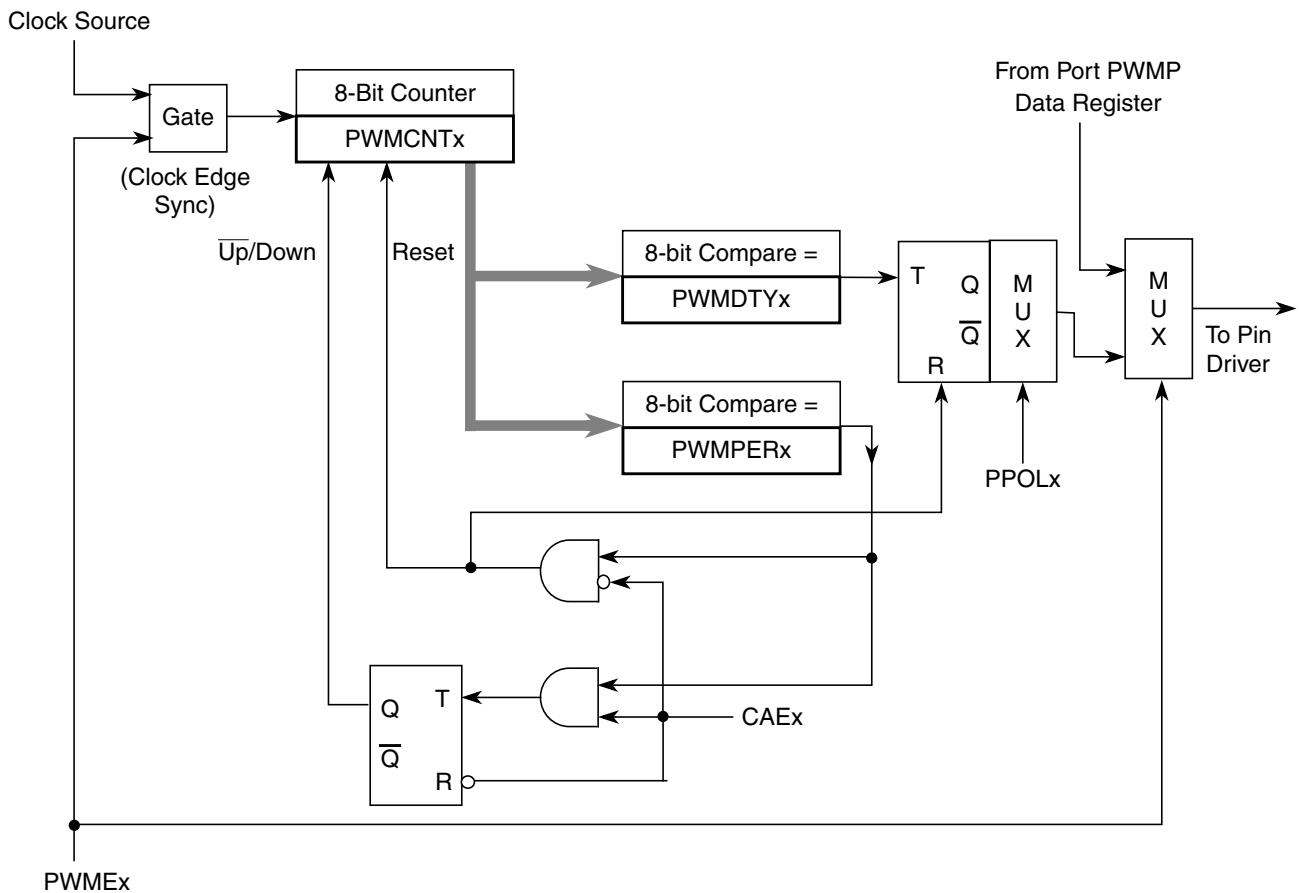 Clock Source
From Port PWMP
Data Register
8-Bit Counter
Gate
PWMCNTx
(Clock Edge
Sync)
U̅p̅/Down
Reset
8-bit Compare =
PWMDTYx
T
Q
Q̅
R
M
U
X
M
U
X
To Pin
Driver
8-bit Compare =
PWMPERx
PPOLx
Q
T
Q̅
R
CAEx
PWMEx